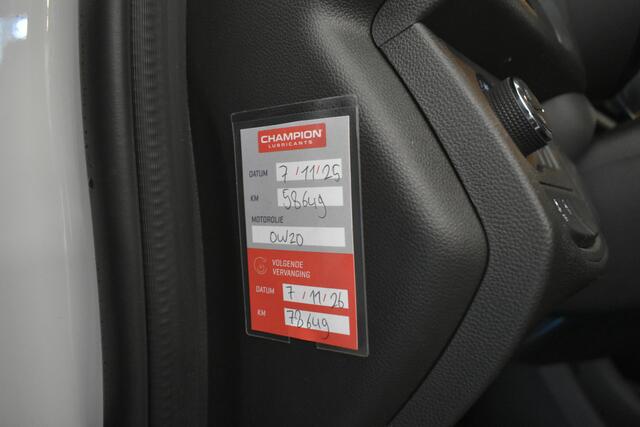 CHAMPION
LUBRICANTS
DATUM 7/11/25
KM 58649
MOTOROLIE
0W20
VOLGENDE
VERVANGING
DATUM 7/11/26
KM 78649